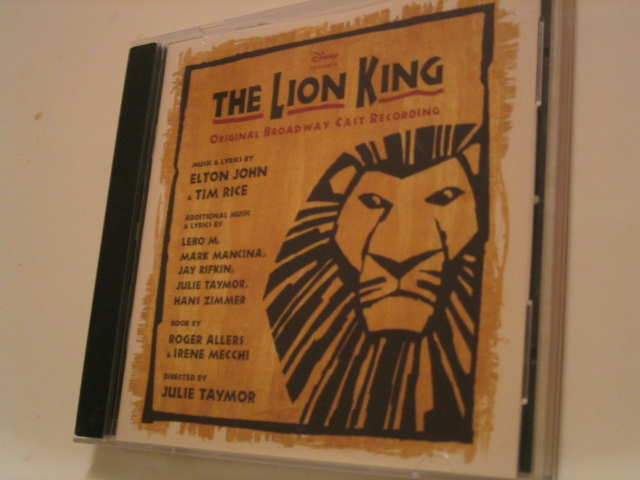 Disney
PRESENTS
THE LION KING
ORIGINAL BROADWAY CAST RECORDING
MUSIC & LYRICS BY
ELTON JOHN
& TIM RICE
ADDITIONAL MUSIC
& LYRICS BY
LEBO M,
MARK MANCINA,
JAY RIFKIN,
JULIE TAYMOR,
HANS ZIMMER
BOOK BY
ROGER ALLERS
& IRENE MECCHI
DIRECTED BY
JULIE TAYMOR